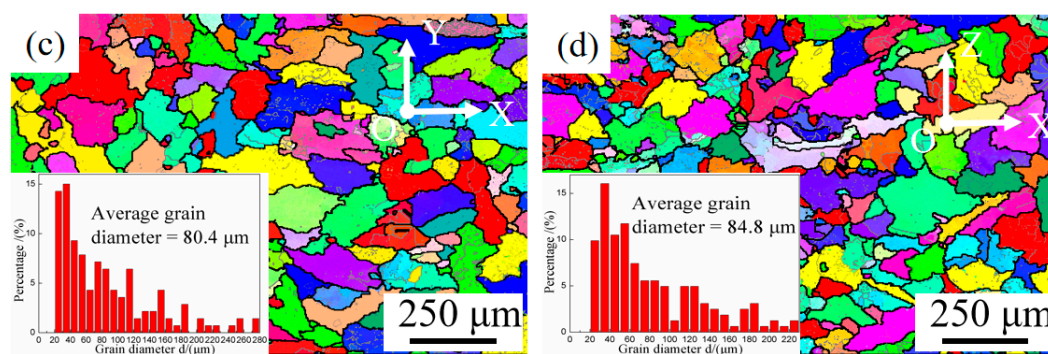 (c)
Y
X
O
15
10
5
0
Percentage /(%)
Average grain
diameter = 80.4 μm
20 40 60 80 100 120 140 160 180 200 220 240 260 280
Grain diameter d/(μm)
250 μm
(d)
Z
X
O
15
10
5
0
Percentage /(%)
Average grain
diameter = 84.8 μm
0 20 40 60 80 100 120 140 160 180 200 220
Grain diameter d/(μm)
250 μm